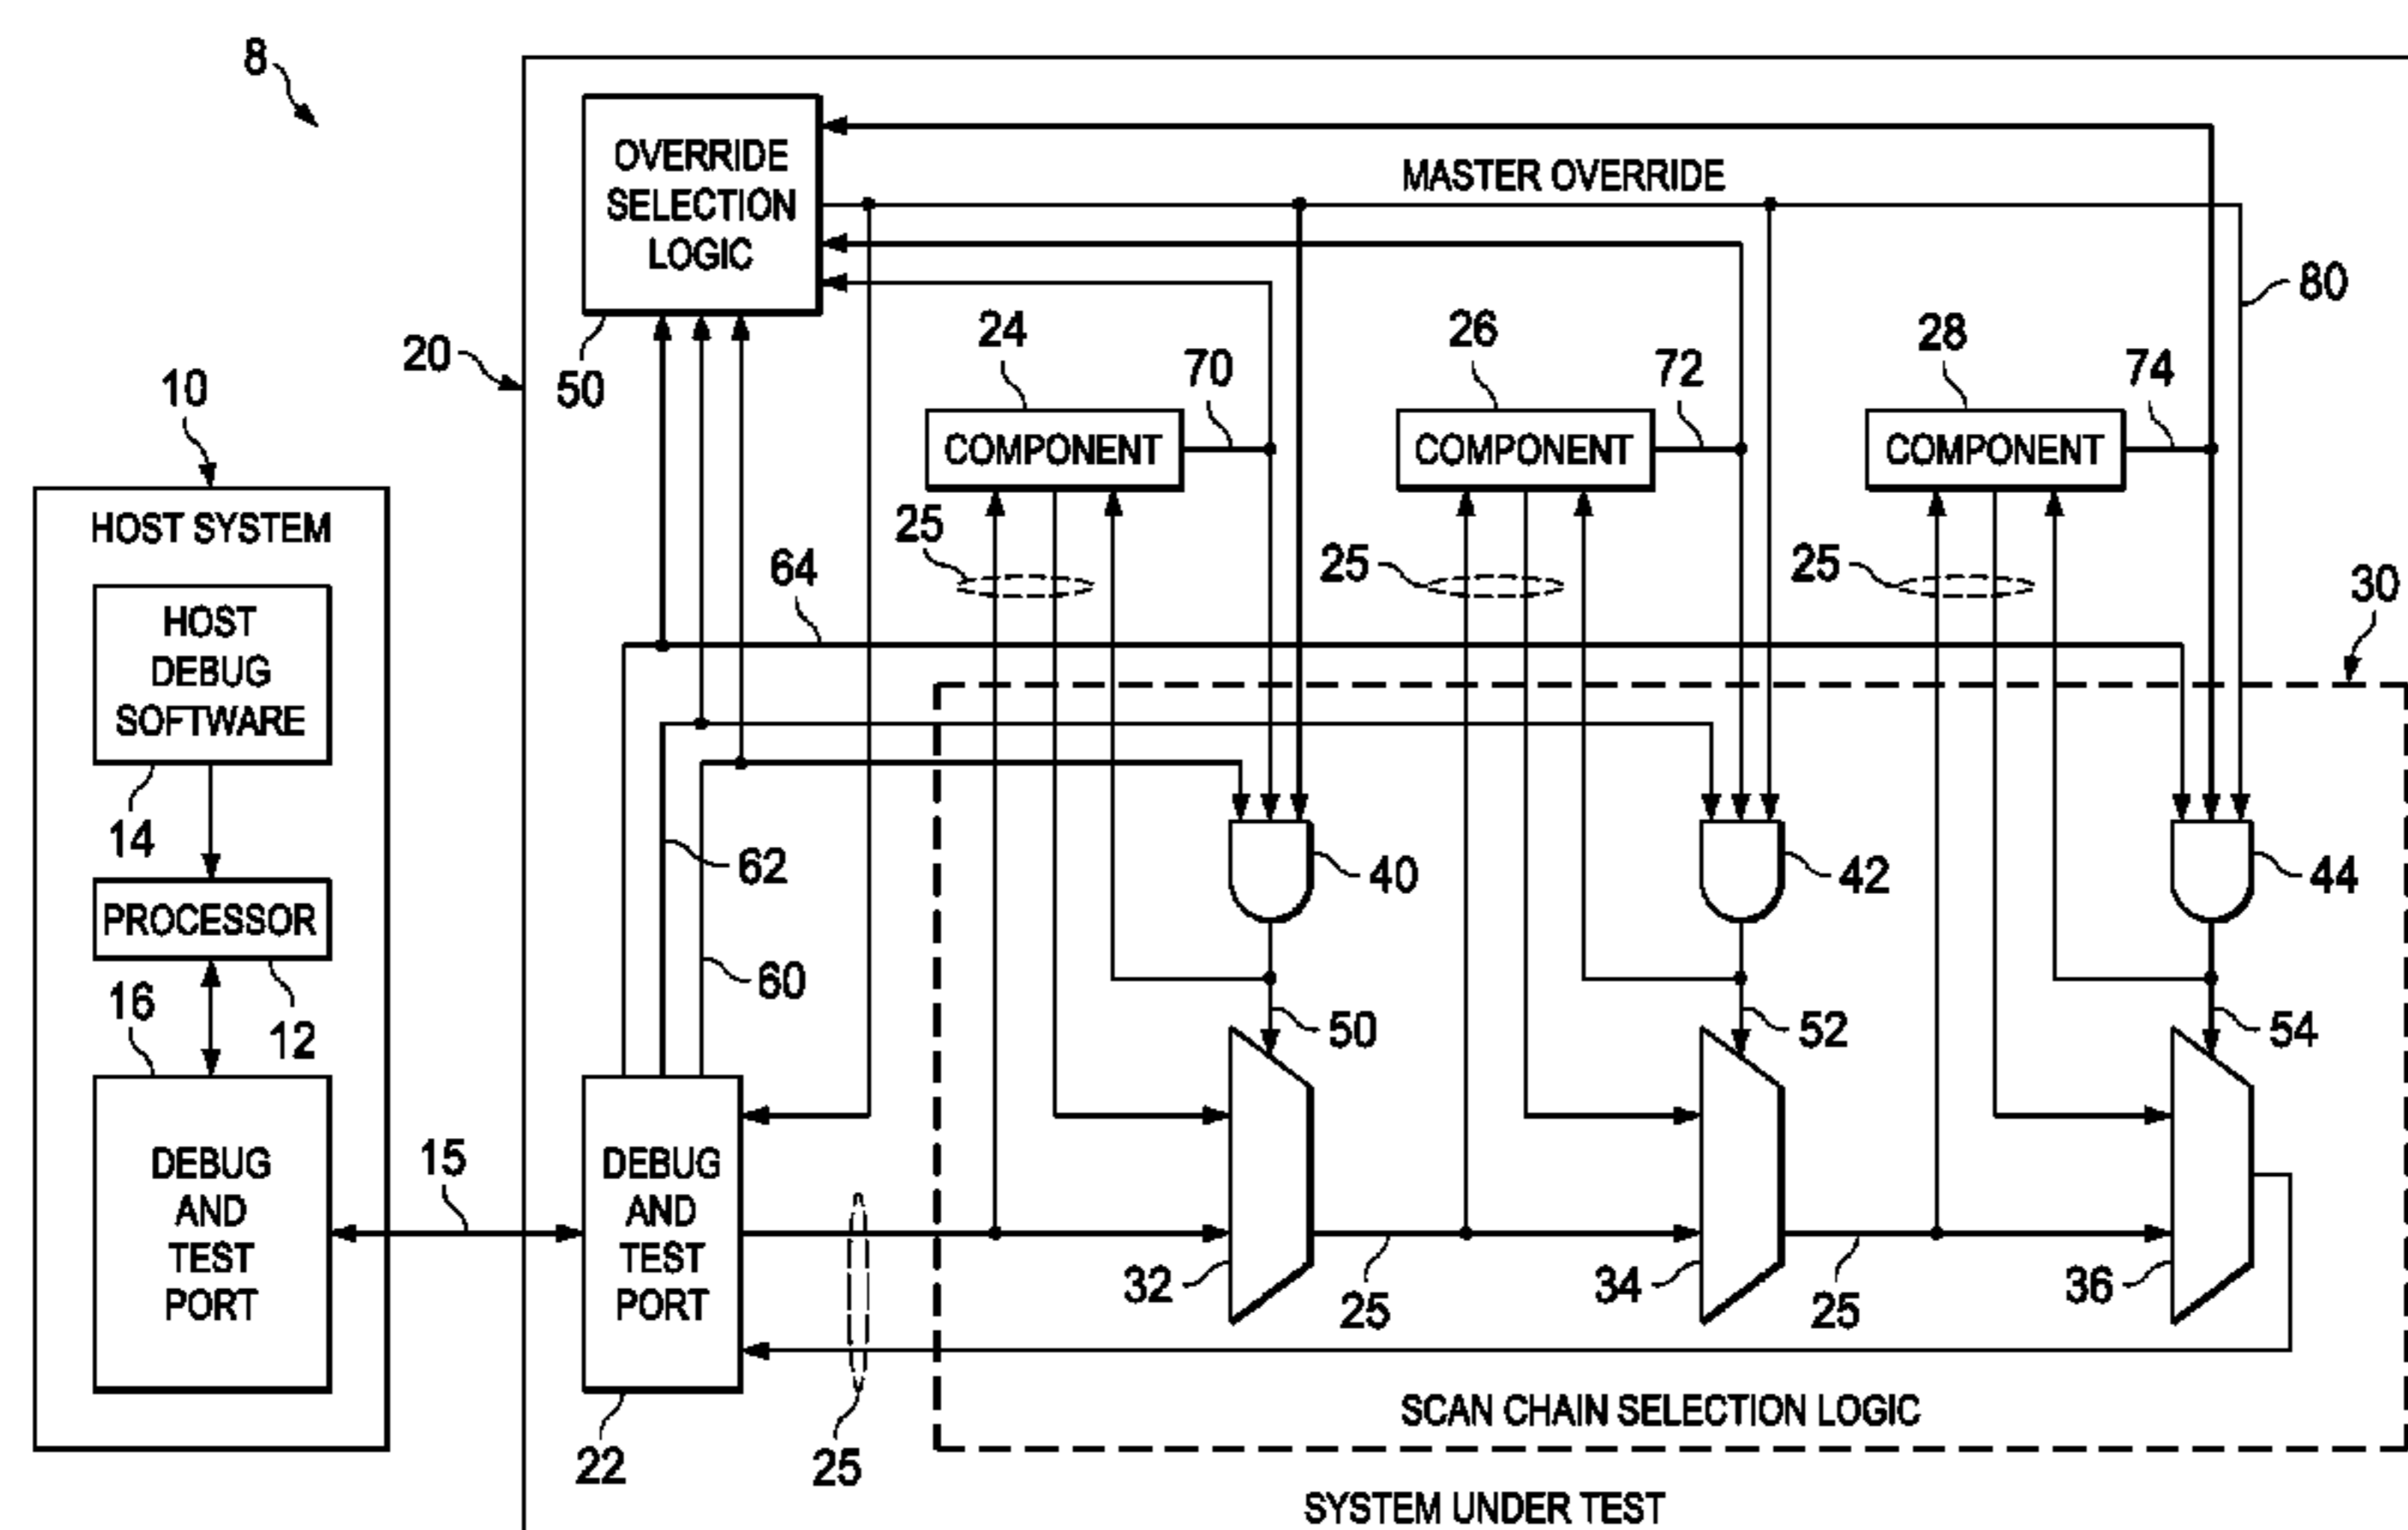 8
OVERRIDE
SELECTION
LOGIC
MASTER OVERRIDE
80
20
50
24
70
26
72
28
74
10
COMPONENT
COMPONENT
COMPONENT
HOST SYSTEM
25
25
25
64
30
HOST
DEBUG
SOFTWARE
14
62
40
42
44
PROCESSOR
60
16
12
50
52
54
DEBUG
AND
TEST
PORT
15
DEBUG
AND
TEST
PORT
32
25
34
25
36
22
25
SCAN CHAIN SELECTION LOGIC
SYSTEM UNDER TEST